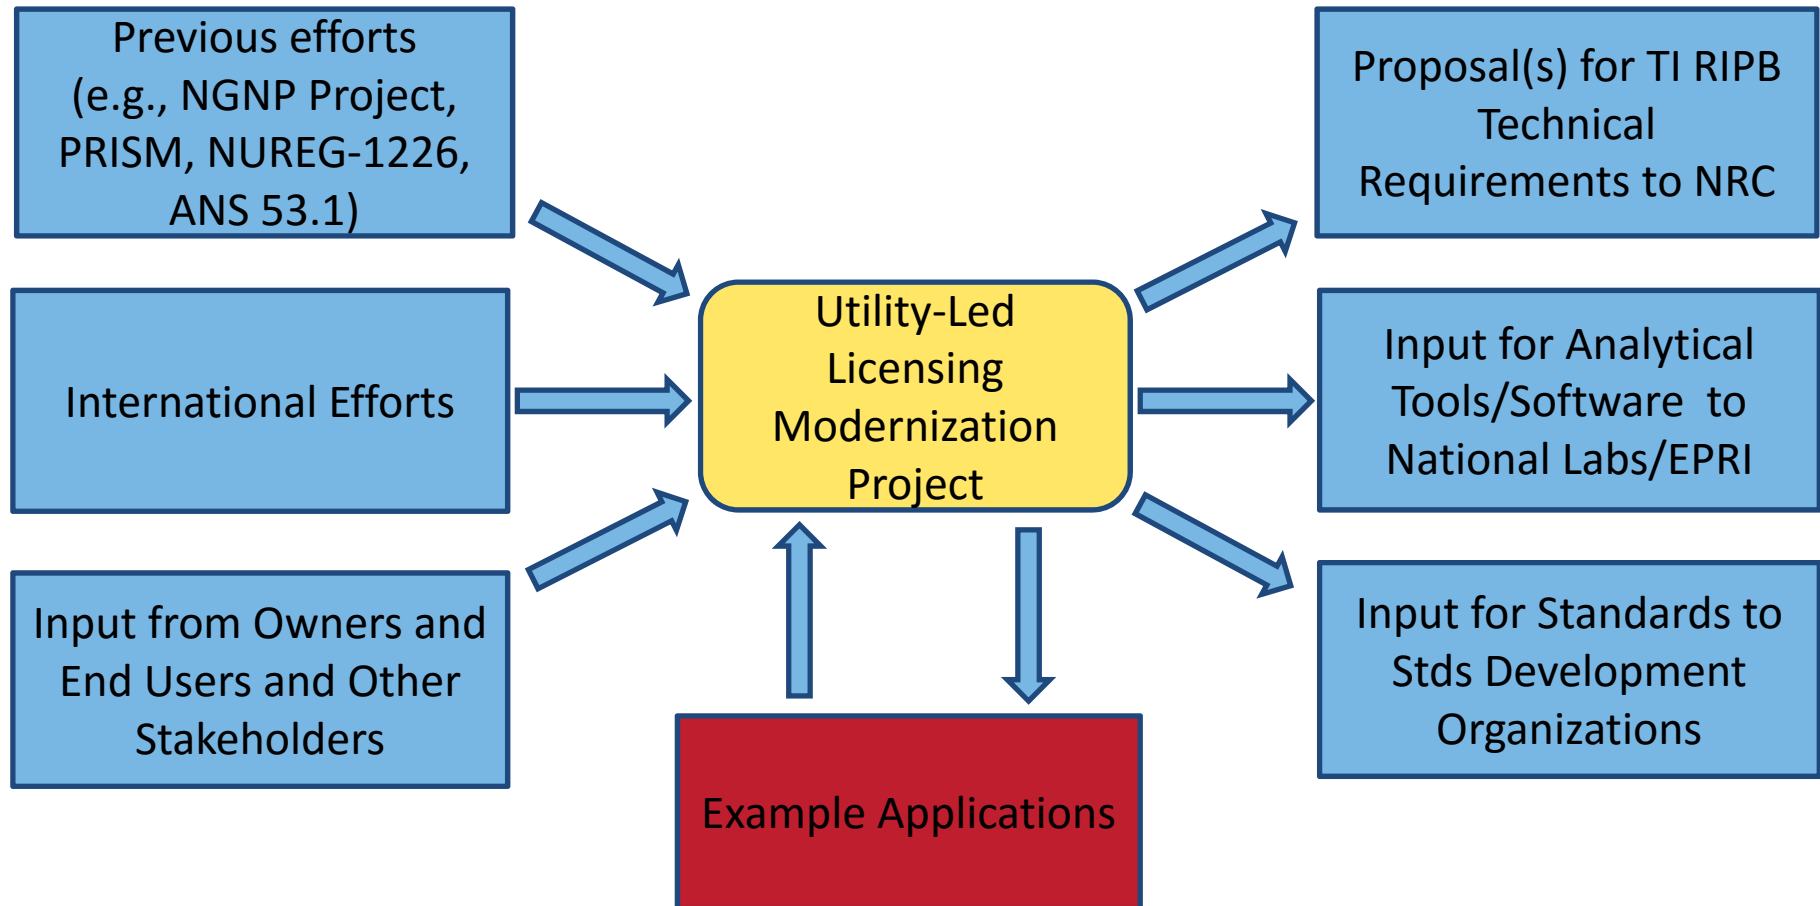 Previous efforts
(e.g., NGNP Project,
PRISM, NUREG-1226,
ANS 53.1)
International Efforts
Input from Owners and
End Users and Other
Stakeholders
Utility-Led
Licensing
Modernization
Project
Example Applications
Proposal(s) for TI RIPB
Technical
Requirements to NRC
Input for Analytical
Tools/Software to
National Labs/EPRI
Input for Standards to
Stds Development
Organizations